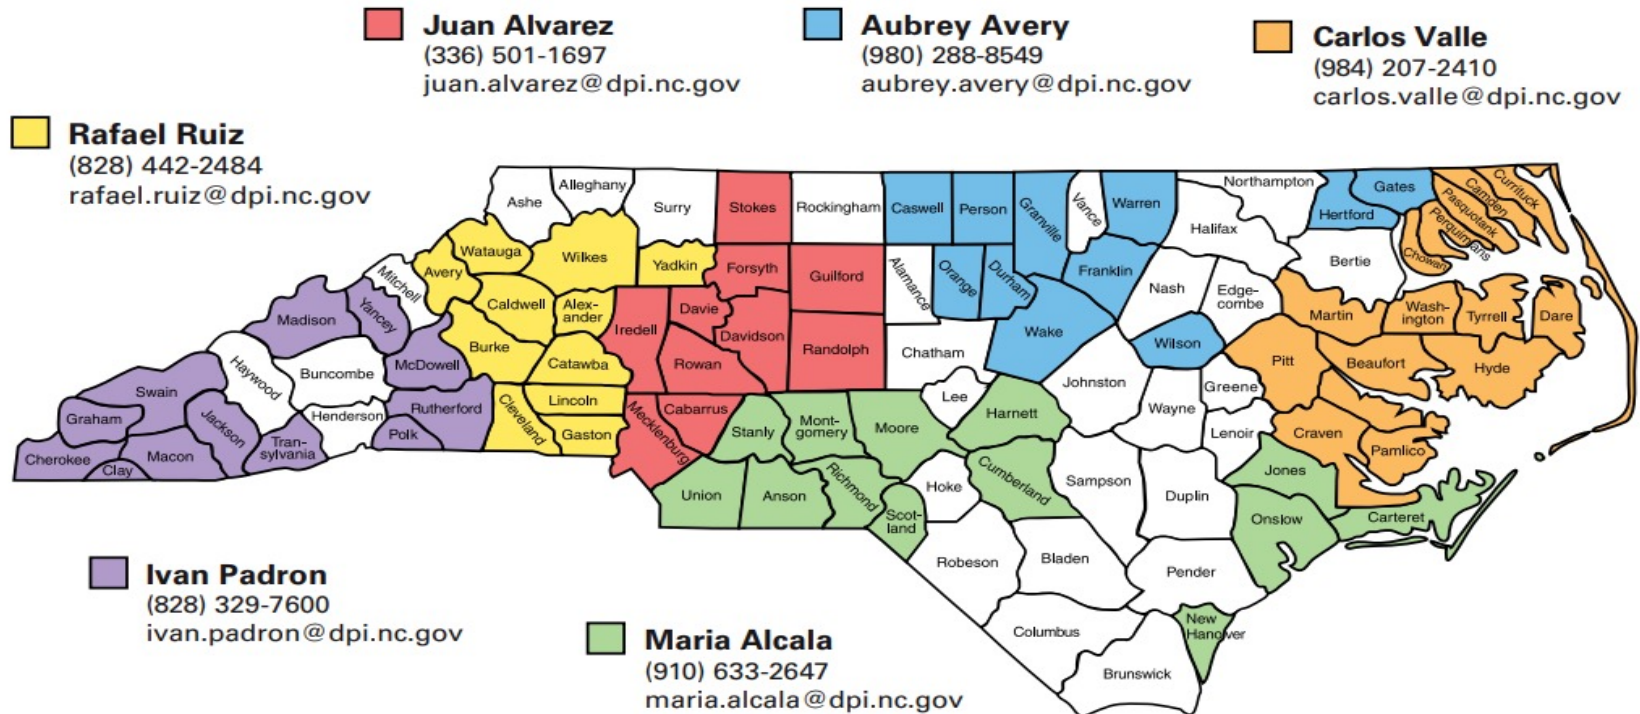 Juan Alvarez
(336) 501-1697
juan.alvarez@dpi.nc.gov
Aubrey Avery
(980) 288-8549
aubrey.avery@dpi.nc.gov
Carlos Valle
(984) 207-2410
carlos.valle@dpi.nc.gov
Rafael Ruiz
(828) 442-2484
rafael.ruiz@dpi.nc.gov
Ashe
Alleghany
Surry
Stokes
Rockingham
Caswell
Person
Granville
Vance
Warren
Northampton
Halifax
Hertford
Gates
Currituck
Camden
Pasquotank
Perquimans
Chowan
Bertie
Mitchell
Avery
Watauga
Wilkes
Yadkin
Forsyth
Guilford
Alamance
Orange
Durham
Franklin
Nash
Edge-
combe
Madison
Yancey
Caldwell
Alex-
ander
Iredell
Davie
Davidson
Randolph
Chatham
Wake
Wilson
Martin
Wash-
ington
Tyrrell
Dare
Haywood
Buncombe
McDowell
Burke
Catawba
Rowan
Johnston
Greene
Pitt
Beaufort
Hyde
Swain
Graham
Jackson
Henderson
Rutherford
Polk
Cleveland
Lincoln
Gaston
Mecklenburg
Cabarrus
Stanly
Mont-
gomery
Moore
Lee
Harnett
Wayne
Lenoir
Craven
Pamlico
Cherokee
Clay
Macon
Tran-
sylvania
Union
Anson
Richmond
Scot-
land
Hoke
Cumberland
Sampson
Duplin
Jones
Onslow
Carteret
Robeson
Bladen
Pender
Columbus
New
Hanover
Brunswick
Ivan Padron
(828) 329-7600
ivan.padron@dpi.nc.gov
Maria Alcala
(910) 633-2647
maria.alcala@dpi.nc.gov